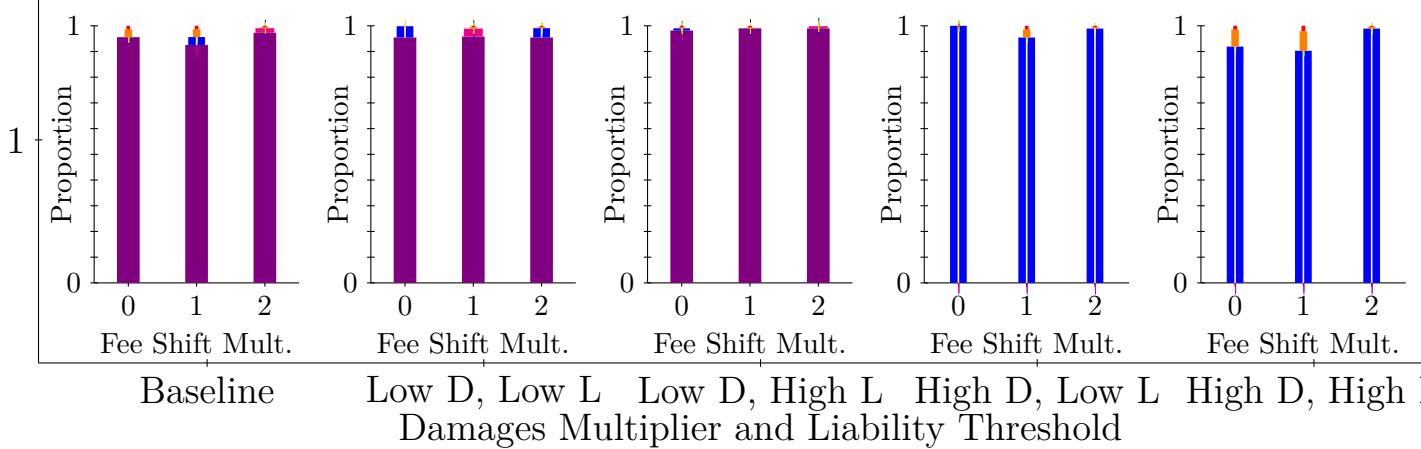 1
Proportion
1
0
0 1 2
Fee Shift Mult.
Proportion
1
0
0 1 2
Fee Shift Mult.
Proportion
1
0
0 1 2
Fee Shift Mult.
Proportion
1
0
0 1 2
Fee Shift Mult.
Proportion
1
0
0 1 2
Fee Shift Mult.
Baseline
Low D, Low L
Low D, High L
High D, Low L
High D, High
Damages Multiplier and Liability Threshold